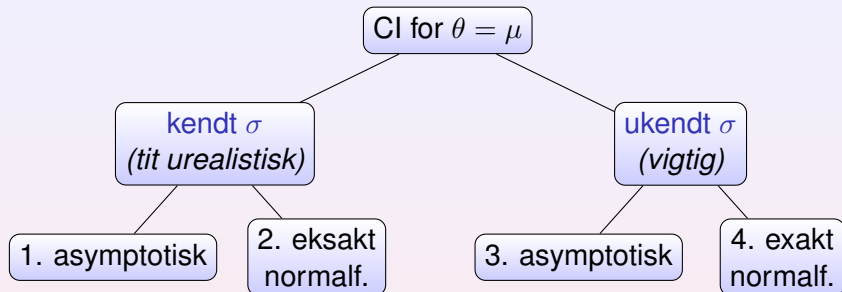 CI for θ = μ
kendt σ
(tit urealistisk)
ukendt σ
(vigtig)
1. asymptotisk
2. eksakt
normalf.
3. asymptotisk
4. exakt
normalf.